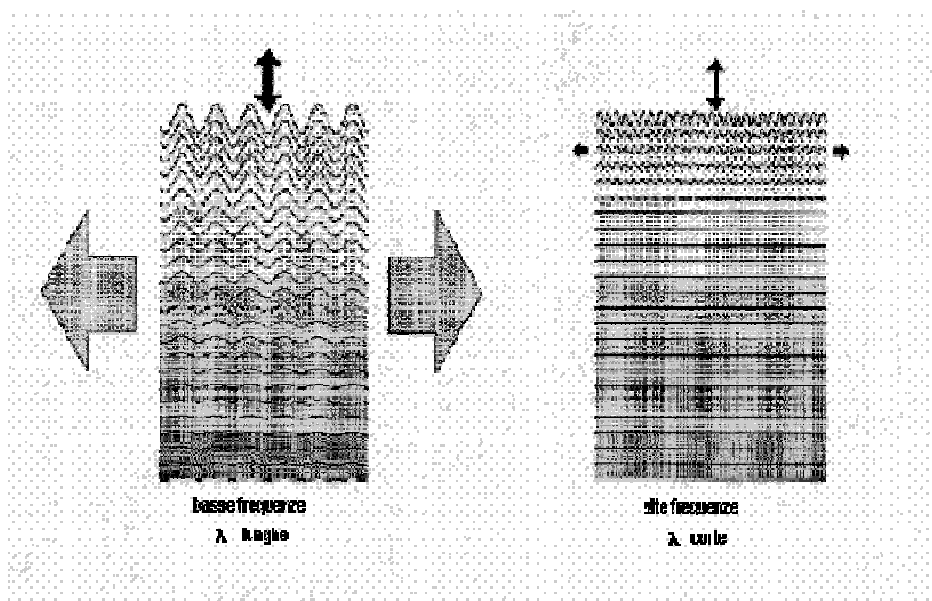 basse frequenze
λ lunghe
alte frequenze
λ corte